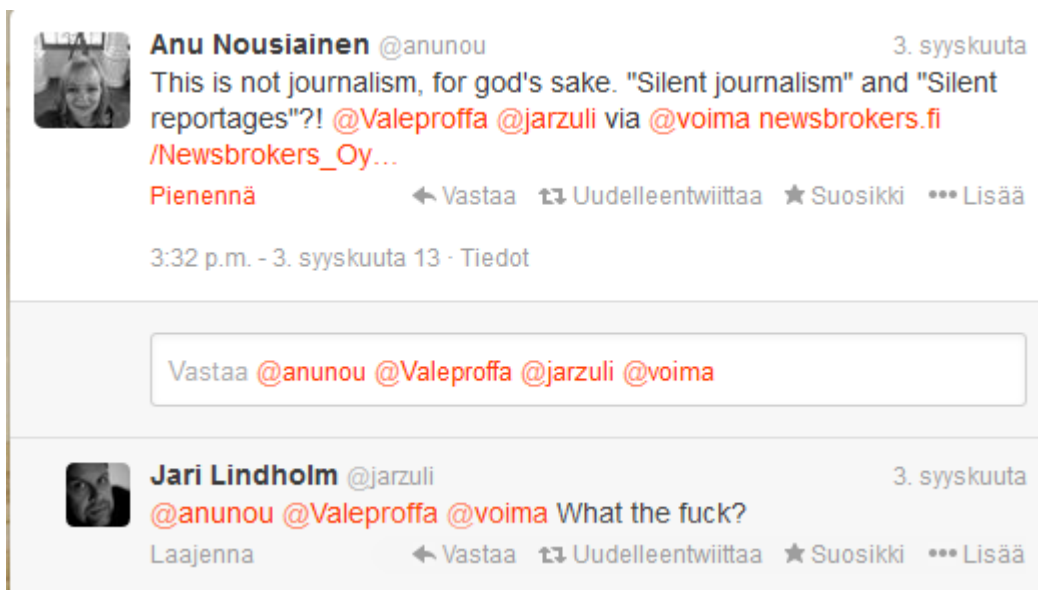 Anu Nousiainen @anunou 3. syyskuuta
This is not journalism, for god's sake. "Silent journalism" and "Silent
reportages"?! @Valeproffa @jarzuli via @voima newsbrokers.fi
/Newsbrokers_Oy…
Pienennä Vastaa Uudelleentwiittaa Suosikki Lisää
3:32 p.m. - 3. syyskuuta 13 · Tiedot
Vastaa @anunou @Valeproffa @jarzuli @voima
Jari Lindholm @jarzuli 3. syyskuuta
@anunou @Valeproffa @voima What the fuck?
Laajenna Vastaa Uudelleentwiittaa Suosikki Lisää